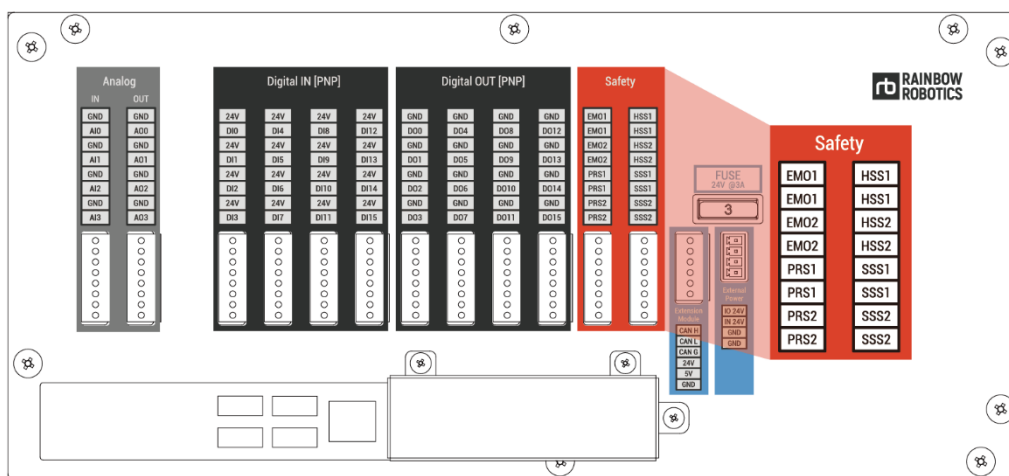 Analog
IN OUT
GND GND
AI0 AO0
GND GND
AI1 AO1
GND GND
AI2 AO2
GND GND
AI3 AO3
Digital IN [PNP]
24V 24V 24V 24V
DI0 DI4 DI8 DI12
24V 24V 24V 24V
DI1 DI5 DI9 DI13
24V 24V 24V 24V
DI2 DI6 DI10 DI14
24V 24V 24V 24V
DI3 DI7 DI11 DI15
Digital OUT [PNP]
GND GND GND GND
DO0 DO4 DO8 DO12
GND GND GND GND
DO1 DO5 DO9 DO13
GND GND GND GND
DO2 DO6 DO10 DO14
GND GND GND GND
DO3 DO7 DO11 DO15
Safety
EMO1 HSS1
EMO1 HSS1
EMO2 HSS2
EMO2 HSS2
PRS1 SSS1
PRS1 SSS1
PRS2 SSS2
PRS2 SSS2
FUSE
24V @3A
3
Extension
Module
CAN H
CAN L
CAN G
24V
5V
GND
External
Power
IO 24V
IN 24V
GND
GND
rb RAINBOW
ROBOTICS
Safety
EMO1 HSS1
EMO1 HSS1
EMO2 HSS2
EMO2 HSS2
PRS1 SSS1
PRS1 SSS1
PRS2 SSS2
PRS2 SSS2